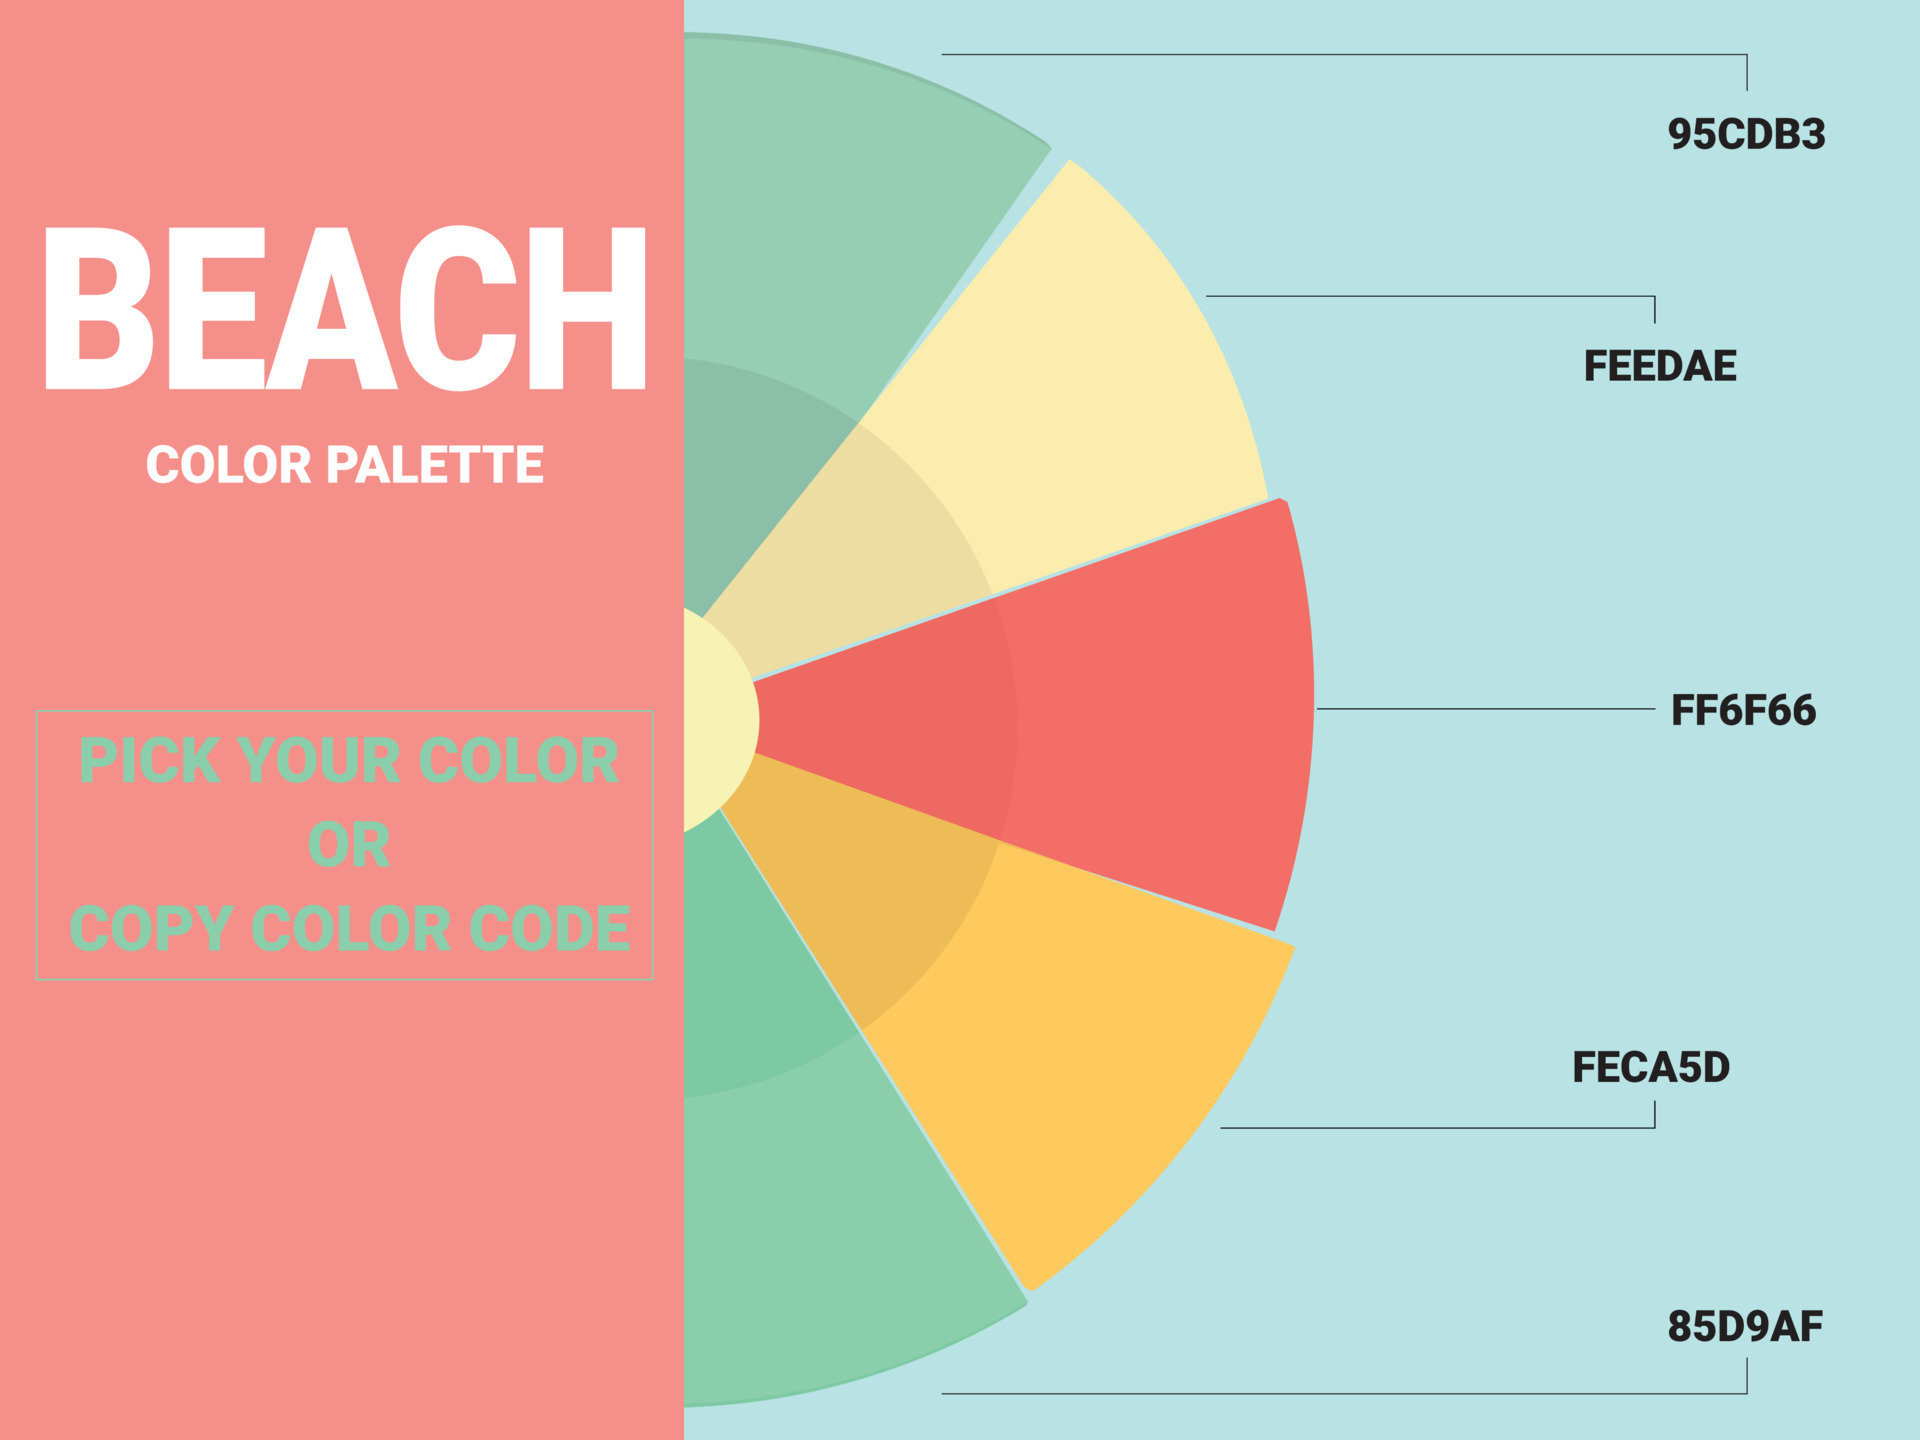 BEACH
COLOR PALETTE
PICK YOUR COLOR
OR
COPY COLOR CODE
95CDB3
FEEDAE
FF6F66
FECA5D
85D9AF